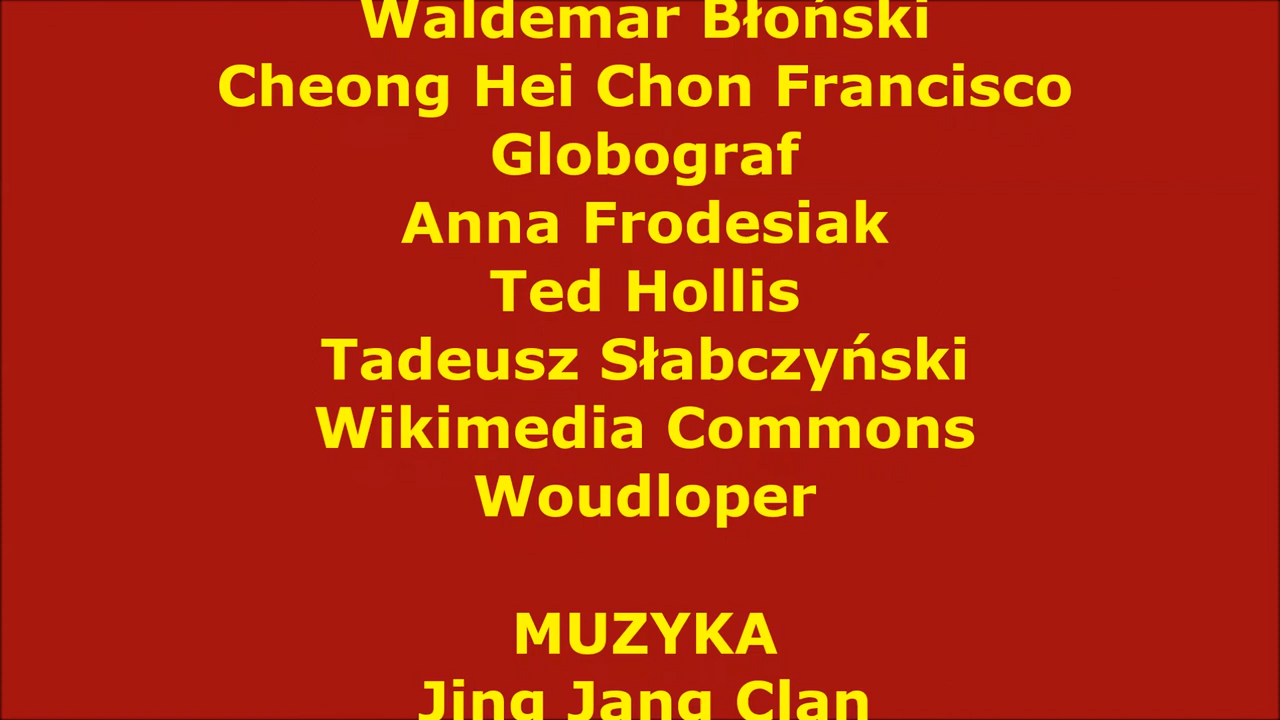 Waldemar Błoński
Cheong Hei Chon Francisco
Globograf
Anna Frodesiak
Ted Hollis
Tadeusz Słabczyński
Wikimedia Commons
Woudloper
MUZYKA
Jing Jang Clan